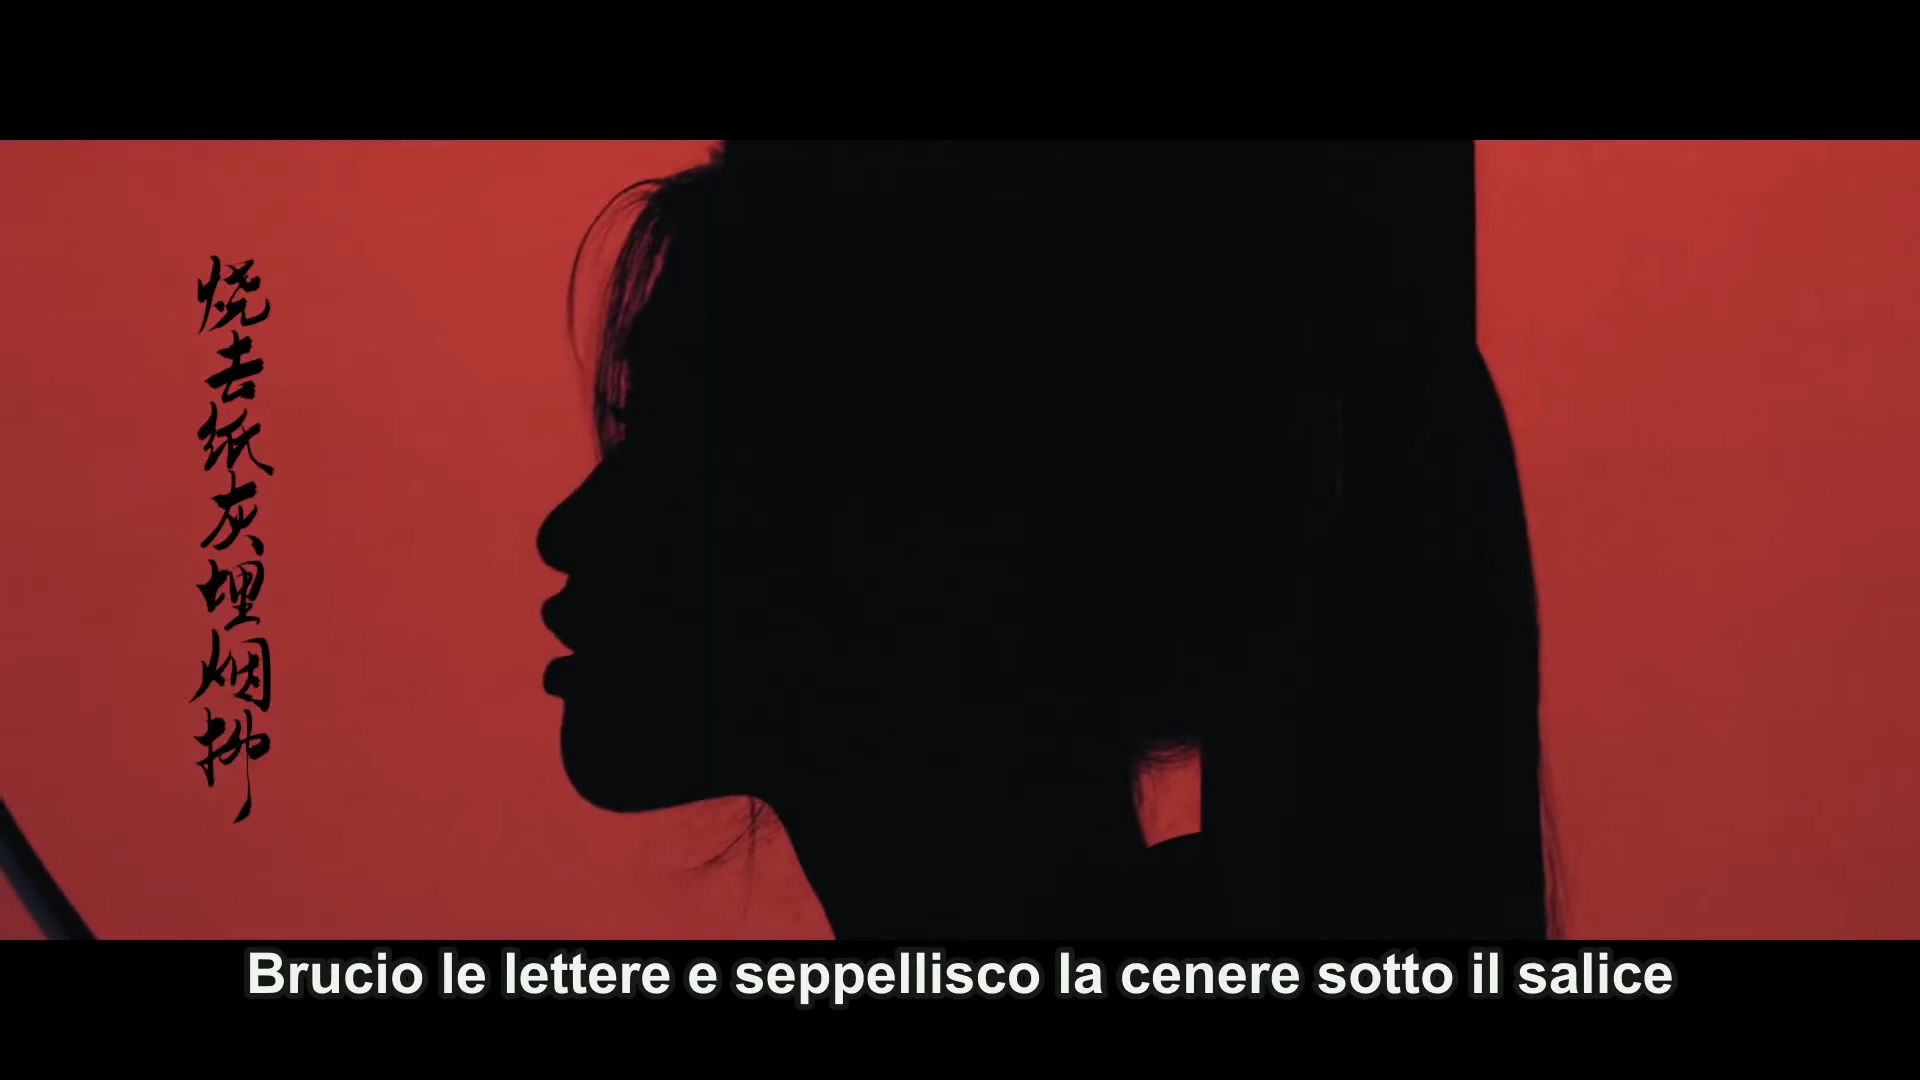 烧去纸灰埋烟柳
Brucio le lettere e seppellisco la cenere sotto il salice